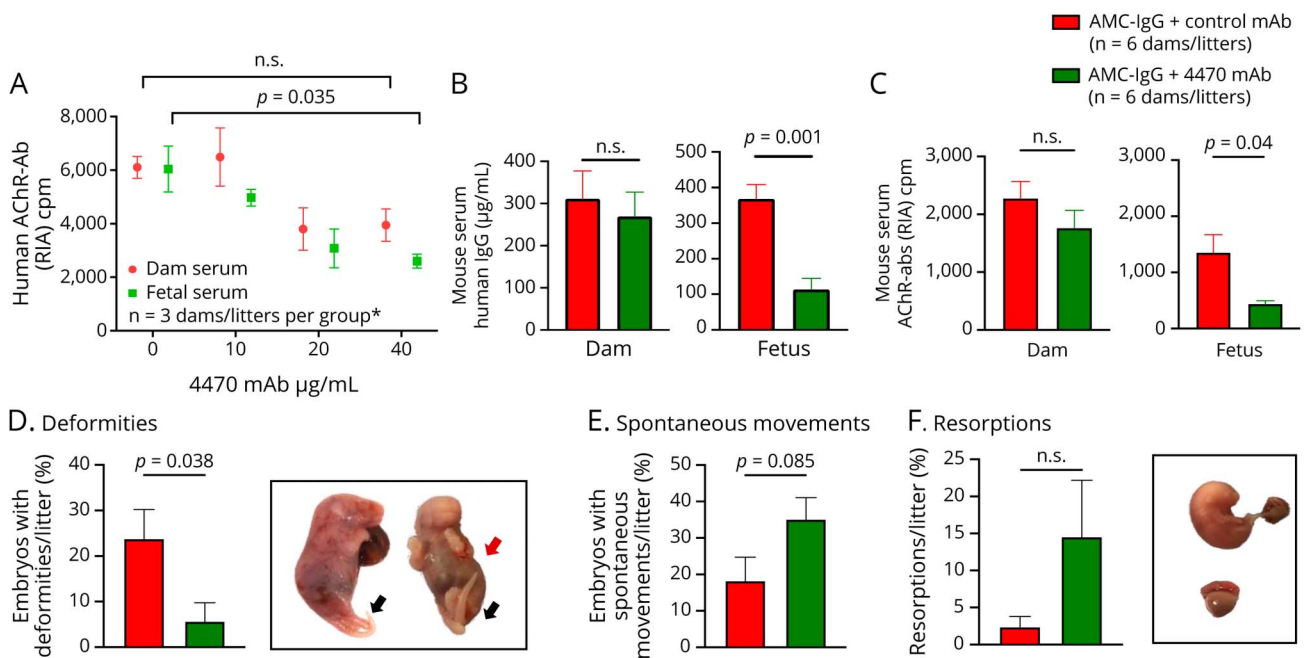 AMC-IgG + control mAb
(n = 6 dams/litters)
AMC-IgG + 4470 mAb
(n = 6 dams/litters)
A
n.s.
p = 0.035
Human AChR-Ab
(RIA) cpm
8,000
6,000
4,000
2,000
0
Dam serum
Fetal serum
n = 3 dams/litters per group*
0 10 20 40
4470 mAb µg/mL
B
Mouse serum
human IgG (µg/mL)
400
300
200
100
0
n.s.
Dam
500
400
300
200
100
0
p = 0.001
Fetus
C
Mouse serum
AChR-abs (RIA) cpm
3,000
2,000
1,000
0
n.s.
Dam
3,000
2,000
1,000
0
p = 0.04
Fetus
D. Deformities
Embryos with
deformities/litter (%)
40
30
20
10
0
p = 0.038
E. Spontaneous movements
Embryos with
spontaneous
movements/litter (%)
50
40
30
20
10
0
p = 0.085
F. Resorptions
Resorptions/litter (%)
25
20
15
10
5
0
n.s.